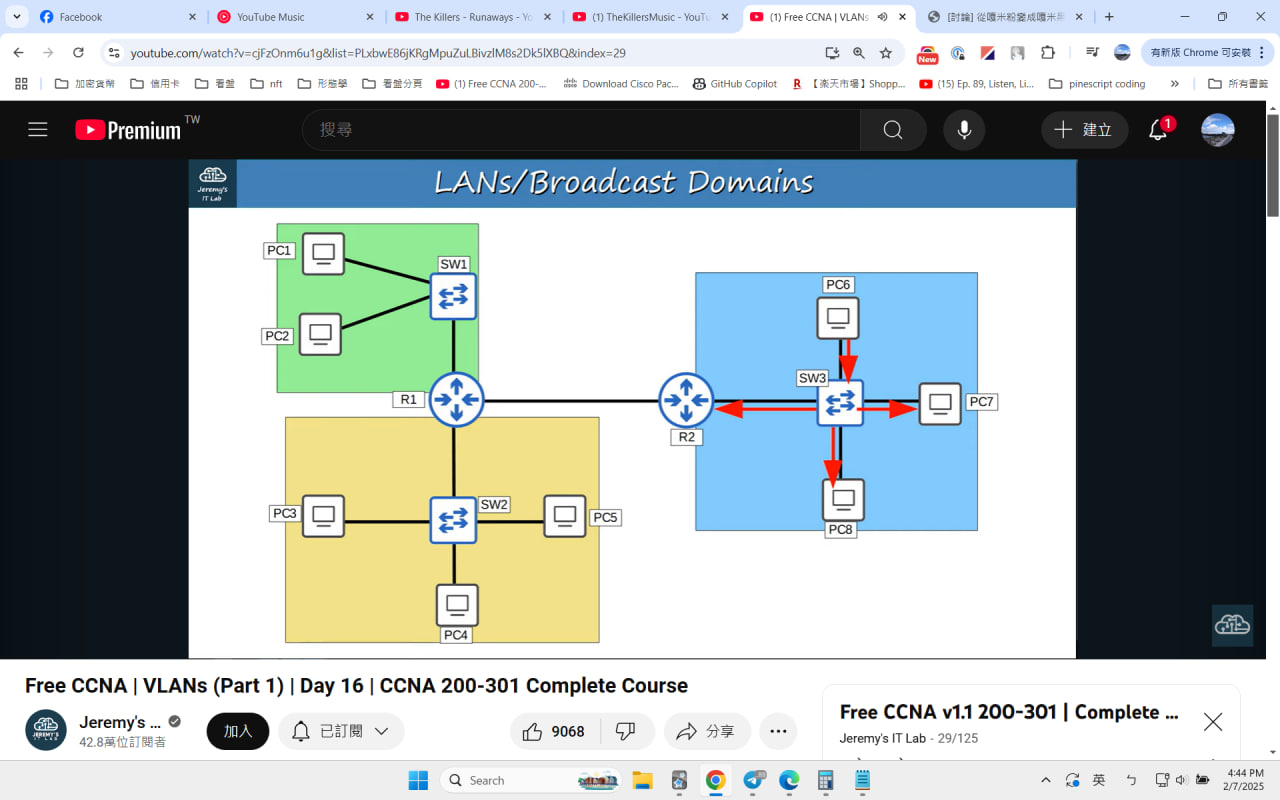 Facebook
YouTube Music
The Killers - Runaways - Yo
(1) TheKillersMusic - YouTu
(1) Free CCNA | VLANs
[討論] 從嘎米粉變成嘎米黑
youtube.com/watch?v=cjFzOnm6u1g&list=PLxbwE86jKRgMpuZuLBivzlM8s2Dk5lXBQ&index=29
New
有新版 Chrome 可安裝
加密貨幣
信用卡
看盤
nft
形態學
看盤分頁
(1) Free CCNA 200-...
Download Cisco Pac...
GitHub Copilot
R
【楽天市場】Shopp...
(15) Ep. 89, Listen, Li...
pinescript coding
所有書籤
Premium TW
搜尋
建立
1
Jeremy's
IT Lab
LANs/Broadcast Domains
PC1
SW1
PC2
PC6
SW3
R1
PC7
R2
PC3
SW2
PC5
PC8
PC4
Free CCNA | VLANs (Part 1) | Day 16 | CCNA 200-301 Complete Course
JEREMY'S
IT LAB
Jeremy's ...
42.8萬位訂閱者
加入
已訂閱
9068
分享
Free CCNA v1.1 200-301 | Complete ...
Jeremy's IT Lab - 29/125
Search
英
ㄅ
4:44 PM
2/7/2025